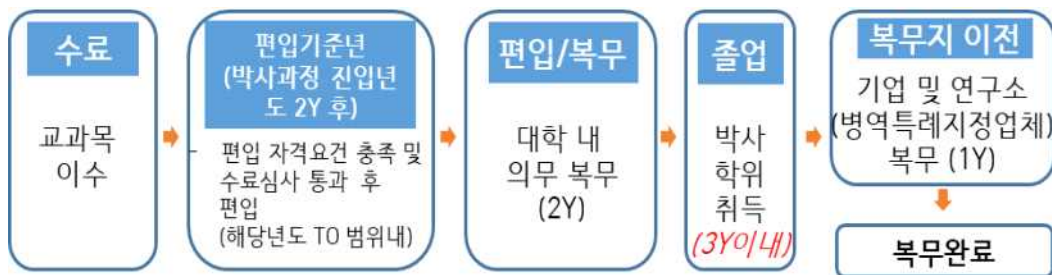 수료
교과목
이수
편입기준년
(박사과정 진입년
도 2Y 후)
- 편입 자격요건 충족 및
수료심사 통과 후
편입
(해당년도 TO 범위내)
편입/복무
대학 내
의무 복무
(2Y)
졸업
박사
학위
취득
(3Y이내)
복무지 이전
기업 및 연구소
(병역특례지정업체)
복무 (1Y)
복무완료